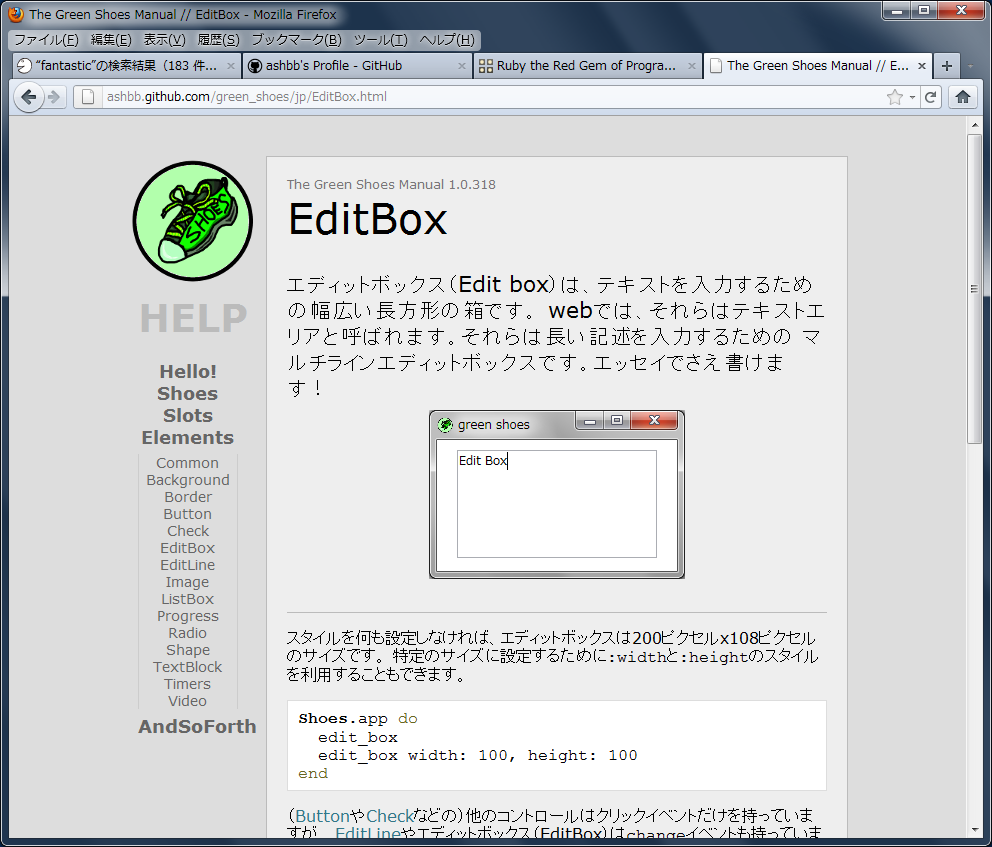 The Green Shoes Manual // EditBox - Mozilla Firefox
ファイル(F) 編集(E) 表示(V) 履歴(S) ブックマーク(B) ツール(T) ヘルプ(H)
“fantastic”の検索結果（183 件...
ashbb's Profile - GitHub
Ruby the Red Gem of Progra...
The Green Shoes Manual // E...
ashbb.github.com/green_shoes/jp/EditBox.html
SHOES
HELP
Hello!
Shoes
Slots
Elements
Common
Background
Border
Button
Check
EditBox
EditLine
Image
ListBox
Progress
Radio
Shape
TextBlock
Timers
Video
AndSoForth
The Green Shoes Manual 1.0.318
EditBox
エディットボックス（Edit box）は、テキストを入力するため
の幅広い長方形の箱です。 webでは、それらはテキストエ
リアと呼ばれます。それらは長い記述を入力するための マ
ルチラインエディットボックスです。エッセイでさえ書けま
す！
green shoes
Edit Box
スタイルを何も設定しなければ、エディットボックスは200ピクセルx108ピクセル
のサイズです。 特定のサイズに設定するために:widthと:heightのスタイル
を利用することもできます。
Shoes.app do
edit_box
edit_box width: 100, height: 100
end
（ButtonやCheckなどの）他のコントロールはクリックイベントだけを持っていま
すが、 EditLineやエディットボックス（EditBox）はchangeイベントも持っていま